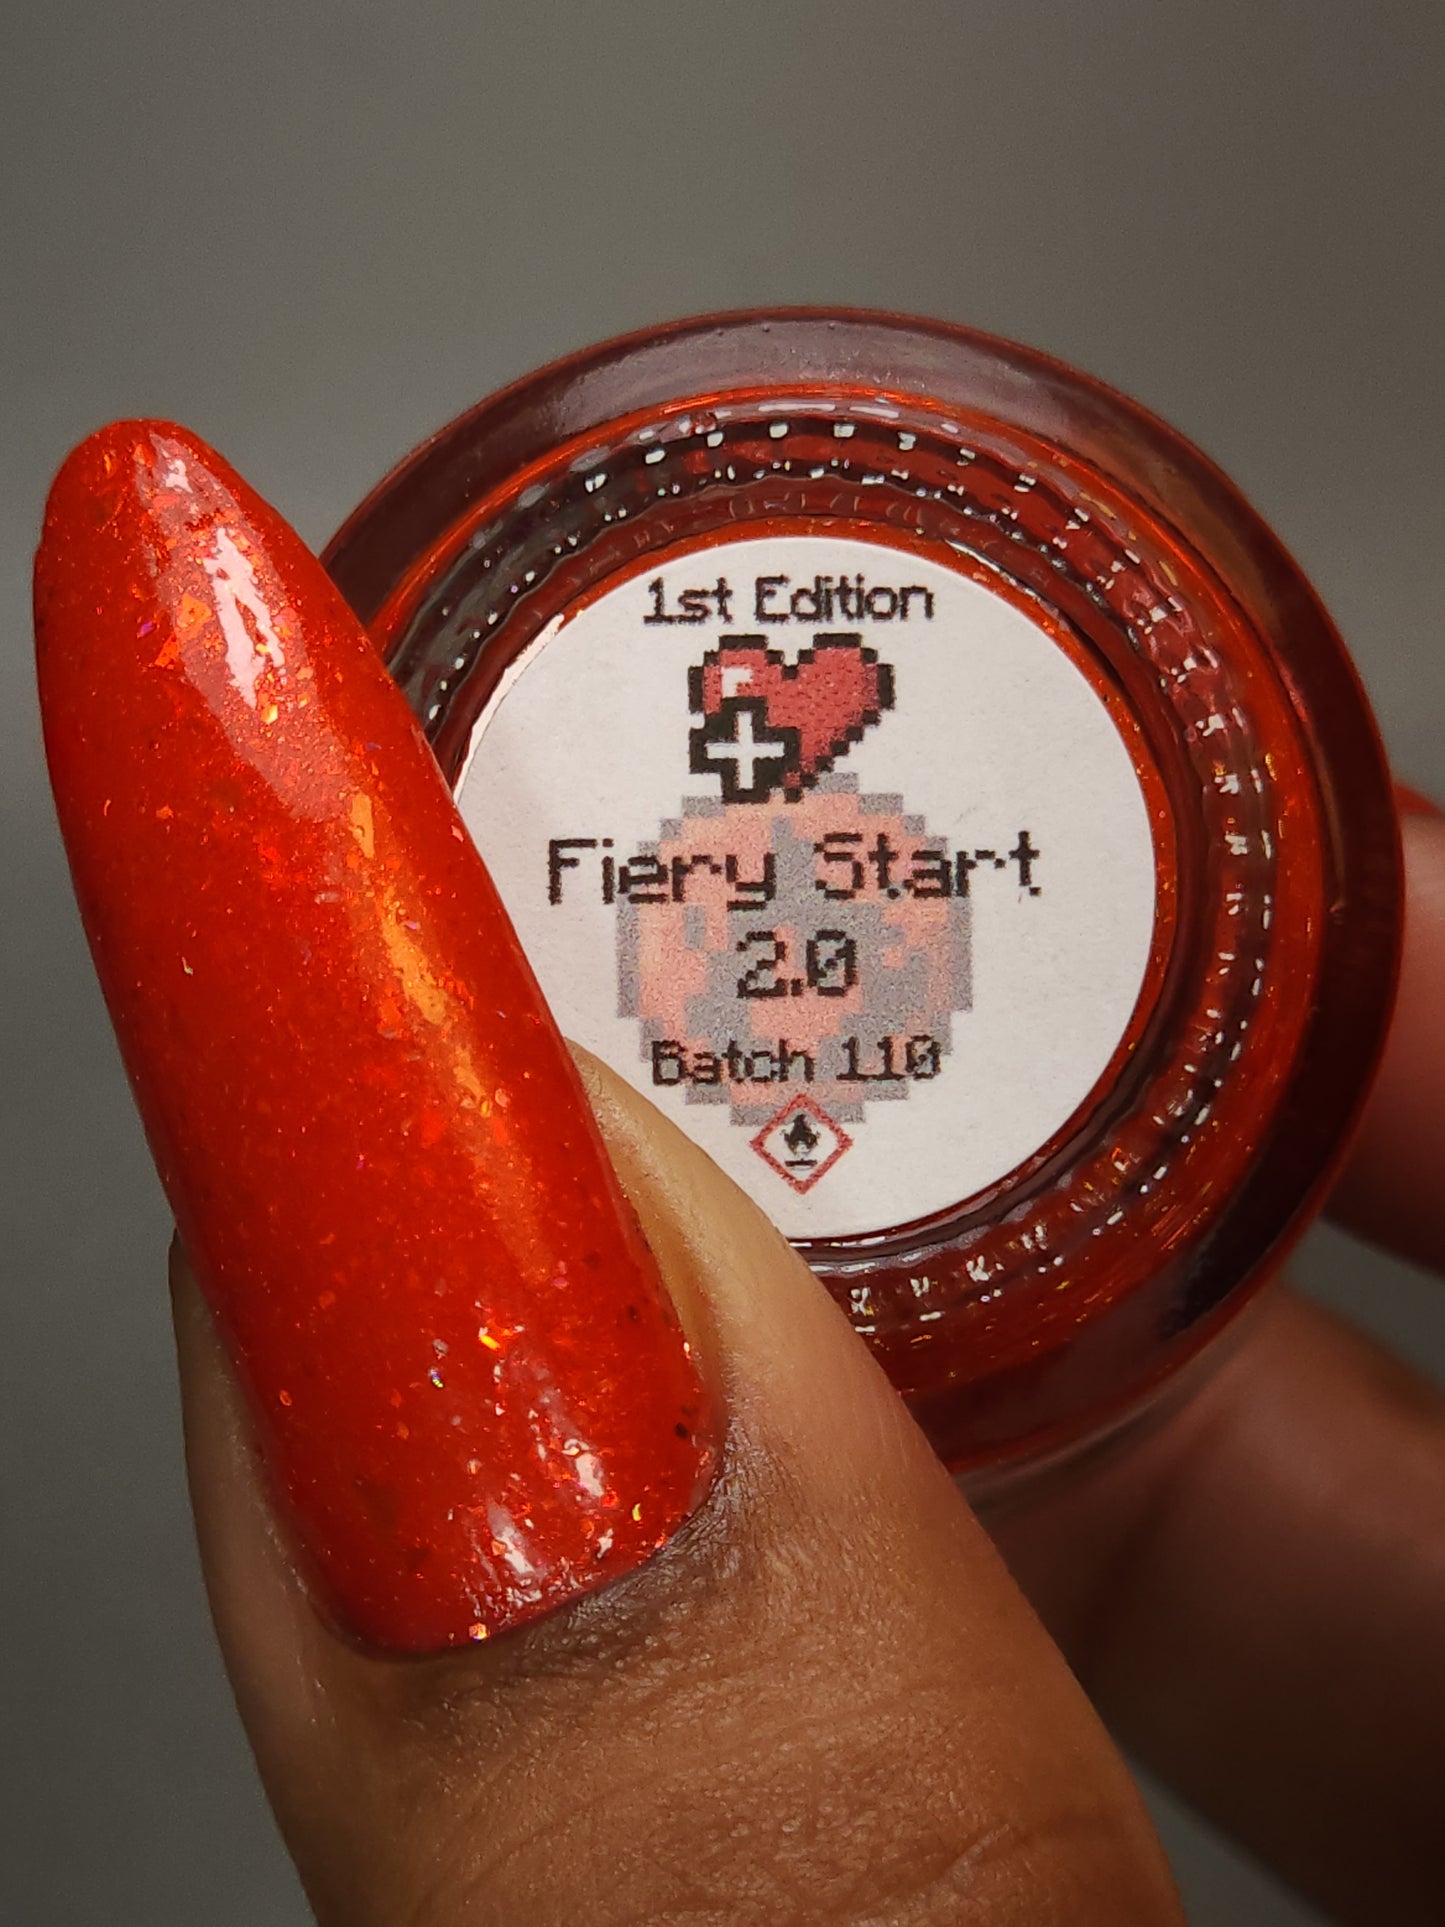 1st Edition
Fiery Start
2.0
Batch 110